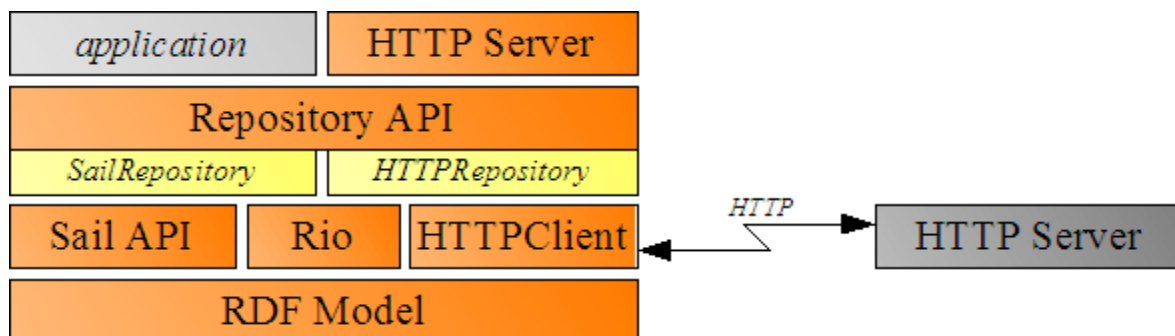 application
HTTP Server
Repository API
SailRepository
HTTPRepository
Sail API
Rio
HTTPClient
HTTP
HTTP Server
RDF Model